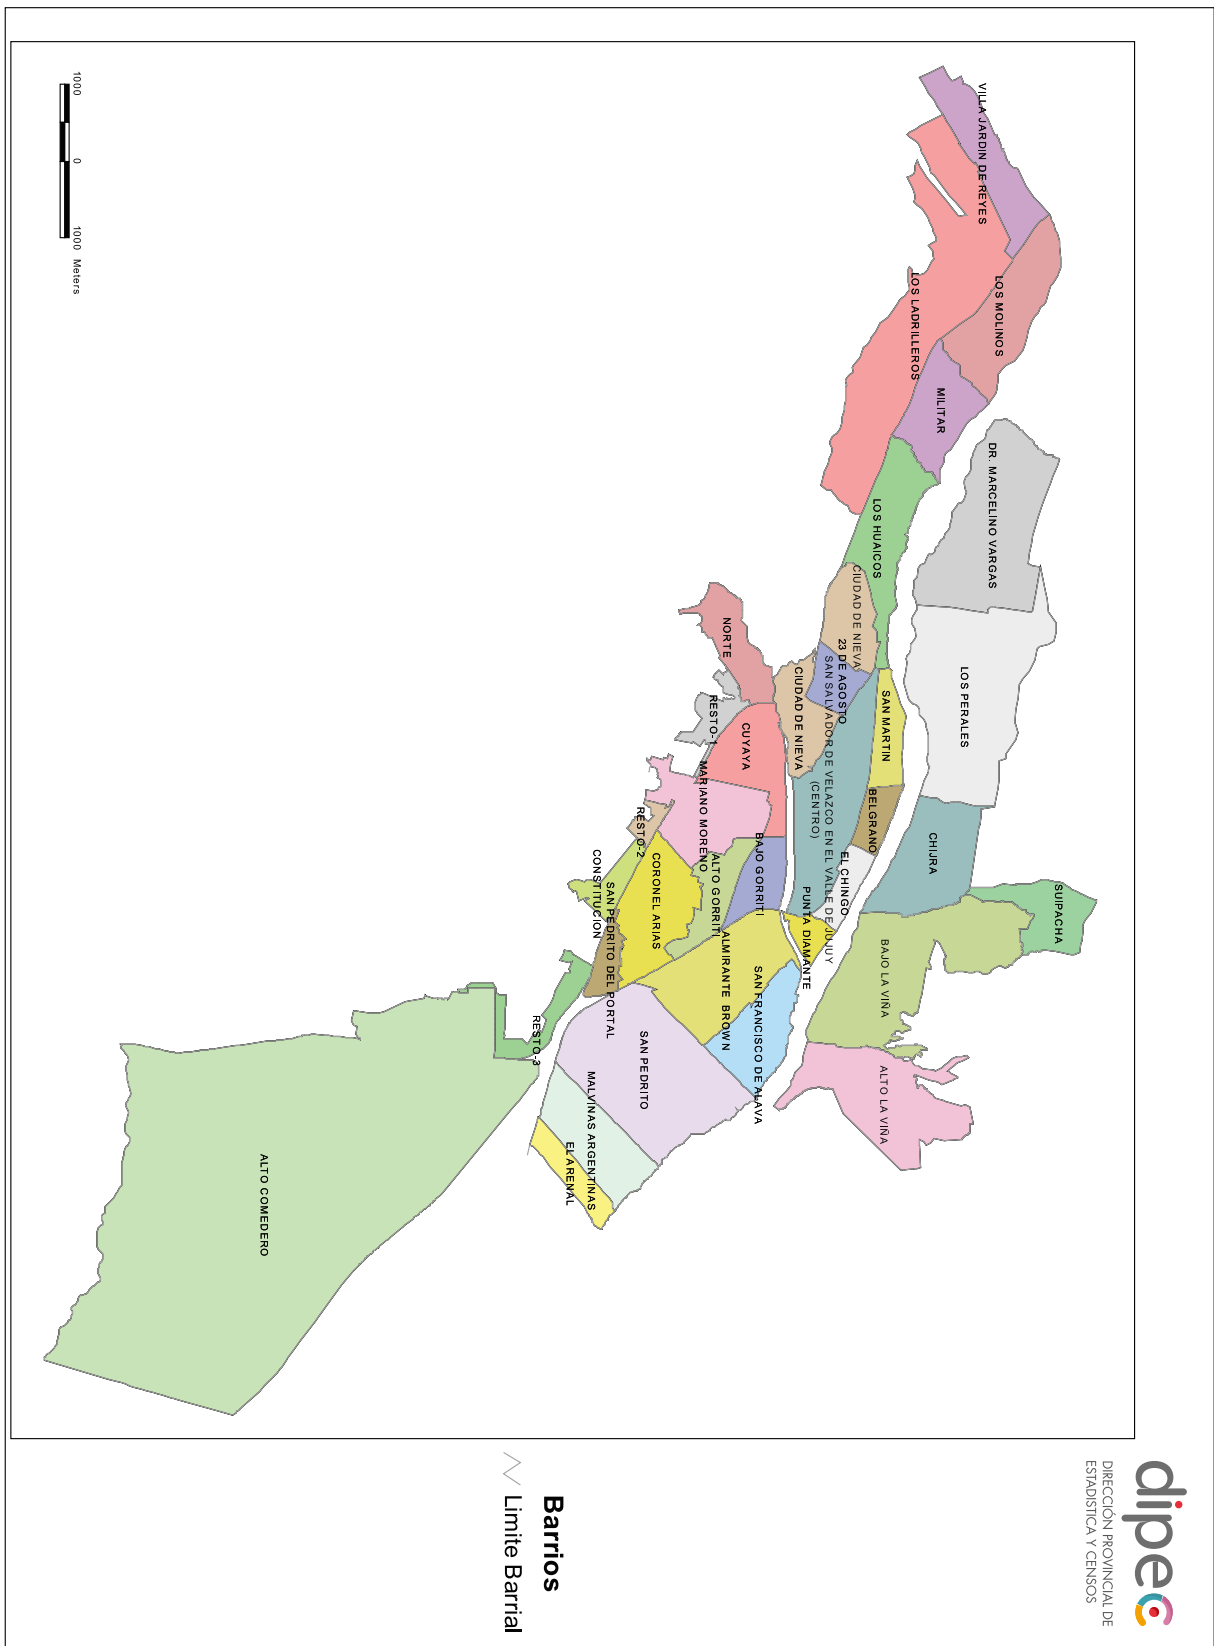 VILLA JARDIN DE REYES
LOS MOLINOS
LOS LADRILLEROS
MILITAR
DR. MARCELINO VARGAS
LOS HUAICOS
CIUDAD DE NIEVA
23 DE AGOSTO
SAN SALVADOR DE VELAZCO EN EL VALLE DE JUJUY
(CENTRO)
CIUDAD DE NIEVA
SAN MARTIN
LOS PERALES
NORTE
RESTO-1
CUYAYA
MARIANO MORENO
BELGRANO
EL CHINGO
CHIJRA
SUIPACHA
RESTO-2
CONSTITUCION
CORONEL ARIAS
ALTO GORRITI
BAJO GORRITI
PUNTA DIAMANTE
SAN PEDRITO DEL PORTAL
ALMIRANTE BROWN
SAN FRANCISCO DE ALAVA
BAJO LA VIÑA
ALTO LA VIÑA
RESTO-3
SAN PEDRITO
MALVINAS ARGENTINAS
EL ARENAL
ALTO COMEDERO
1000 0 1000 Meters
dipec
DIRECCIÓN PROVINCIAL DE
ESTADISTICA Y CENSOS
Barrios
Limite Barrial